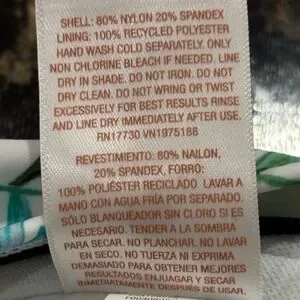 SHELL: 80% NYLON 20% SPANDEX
LINING: 100% RECYCLED POLYESTER
HAND WASH COLD SEPARATELY. ONLY
NON CHLORINE BLEACH IF NEEDED. LINE
DRY IN SHADE. DO NOT IRON. DO NOT
DRY CLEAN. DO NOT WRING OR TWIST
EXCESSIVELY FOR BEST RESULTS RINSE
AND LINE DRY IMMEDIATELY AFTER USE.
RN17730 VN1975188
REVESTIMIENTO: 80% NAILON,
20% SPANDEX, FORRO:
100% POLIÉSTER RECICLADO. LAVAR A
MANO CON AGUA FRÍA POR SEPARADO.
SÓLO BLANQUEADOR SIN CLORO SI ES
NECESARIO. TENDER A LA SOMBRA
PARA SECAR. NO PLANCHAR. NO LAVAR
EN SECO. NO TUERZA NI EXPRIMA
DEMASIADO PARA OBTENER MEJORES
RESULTADOS ENJUAGAR Y SECAR
INMEDIATAMENTE DESPUÉS DE USAR.